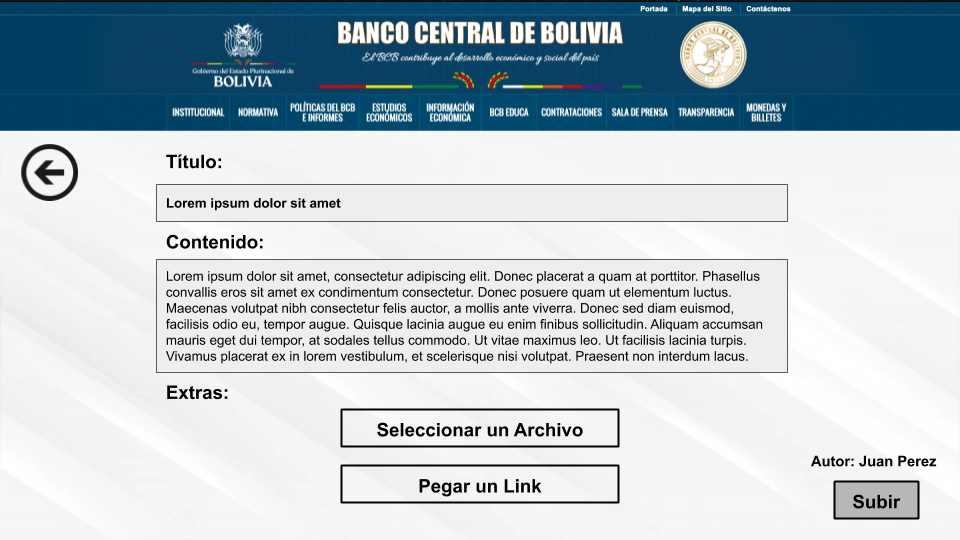 Portada Mapa del Sitio Contáctenos
BANCO CENTRAL DE BOLIVIA
El BCB contribuye al desarrollo económico y social del país
Gobierno del Estado Plurinacional de
BOLIVIA
BANCO CENTRAL DE BOLIVIA
INSTITUCIONAL NORMATIVA POLÍTICAS DEL BCB E INFORMES ESTUDIOS ECONÓMICOS INFORMACIÓN ECONÓMICA BCB EDUCA CONTRATACIONES SALA DE PRENSA TRANSPARENCIA MONEDAS Y BILLETES
Título:
Lorem ipsum dolor sit amet
Contenido:
Lorem ipsum dolor sit amet, consectetur adipiscing elit. Donec placerat a quam at porttitor. Phasellus
convallis eros sit amet ex condimentum consectetur. Donec posuere quam ut elementum luctus.
Maecenas volutpat nibh consectetur felis auctor, a mollis ante viverra. Donec sed diam euismod,
facilisis odio eu, tempor augue. Quisque lacinia augue eu enim finibus sollicitudin. Aliquam accumsan
mauris eget dui tempor, at sodales tellus commodo. Ut vitae maximus leo. Ut facilisis lacinia turpis.
Vivamus placerat ex in lorem vestibulum, et scelerisque nisi volutpat. Praesent non interdum lacus.
Extras:
Seleccionar un Archivo
Pegar un Link
Autor: Juan Perez
Subir